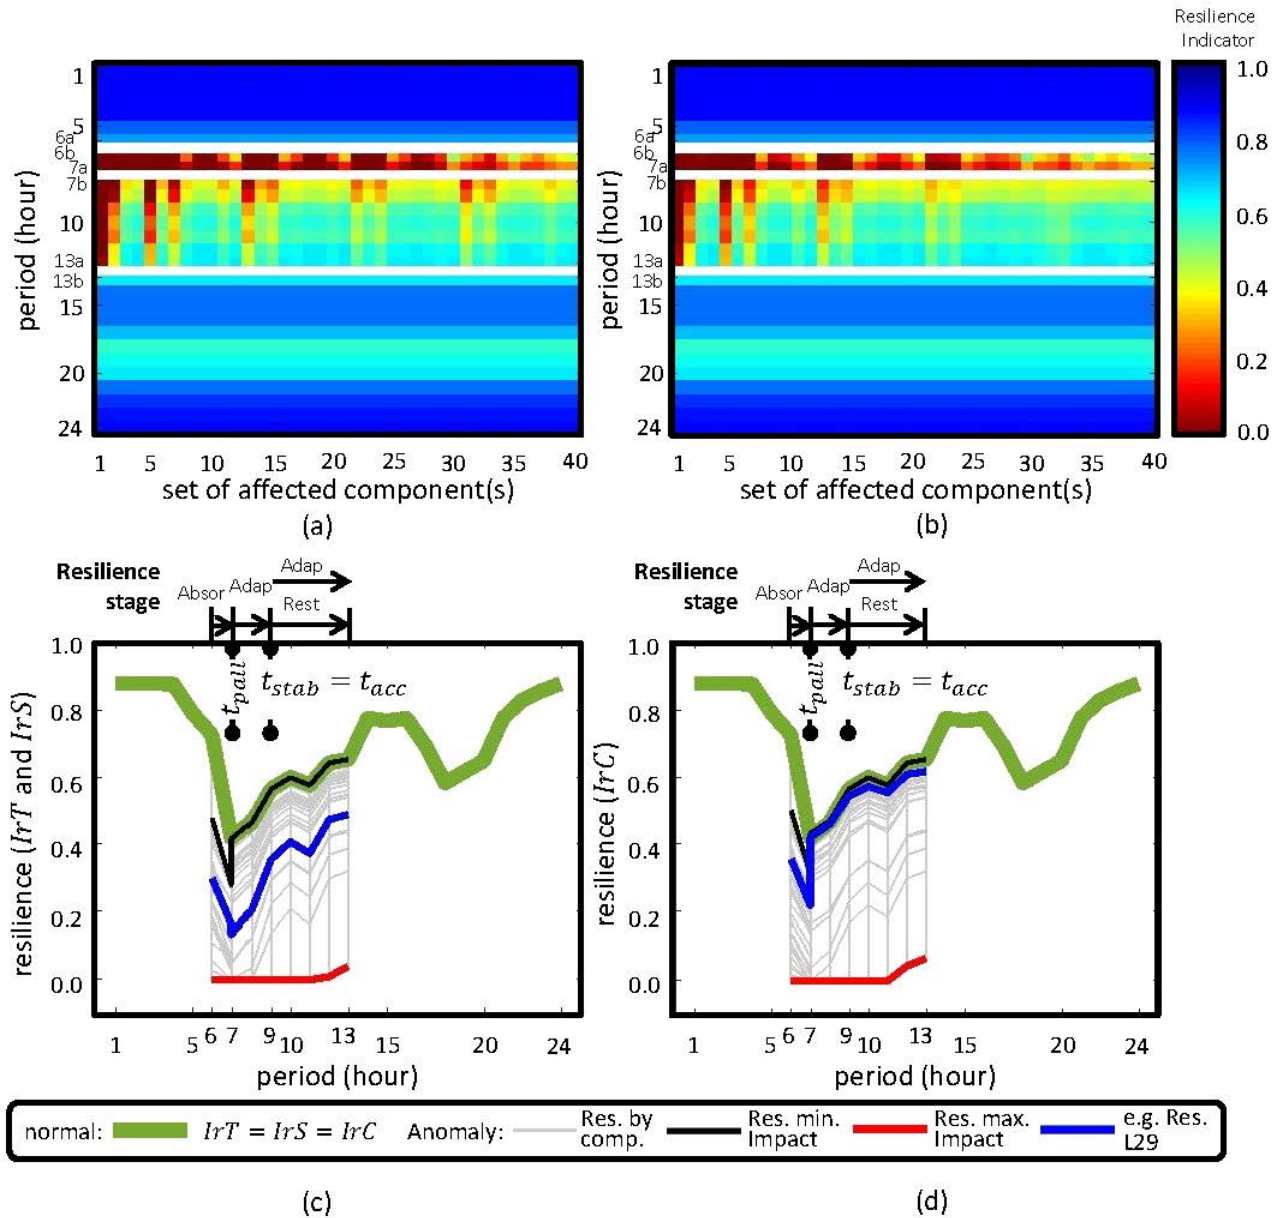 Resilience
Indicator
1
5
6a
6b
7a
7b
10
13a
13b
15
20
24
period (hour)
1 5 10 15 20 25 30 35 40
set of affected component(s)
(a)
1
5
6a
6b
7a
7b
10
13a
13b
15
20
24
period (hour)
1 5 10 15 20 25 30 35 40
set of affected component(s)
(b)
1.0
0.8
0.6
0.4
0.2
0.0
Resilience
stage
Absor
Adap
Adap
Rest
1.0
0.8
0.6
0.4
0.2
0.0
resilience (IrT and IrS)
t_pall
t_stab = t_acc
1 5 6 7 9 10 13 15 20 24
period (hour)
Resilience
stage
Absor
Adap
Adap
Rest
1.0
0.8
0.6
0.4
0.2
0.0
resilience (IrC)
t_pall
t_stab = t_acc
1 5 6 7 9 10 13 15 20 24
period (hour)
normal: IrT = IrS = IrC Anomaly:
Res. by
comp.
Res. min.
Impact
Res. max.
Impact
e.g. Res.
L29
(c)
(d)